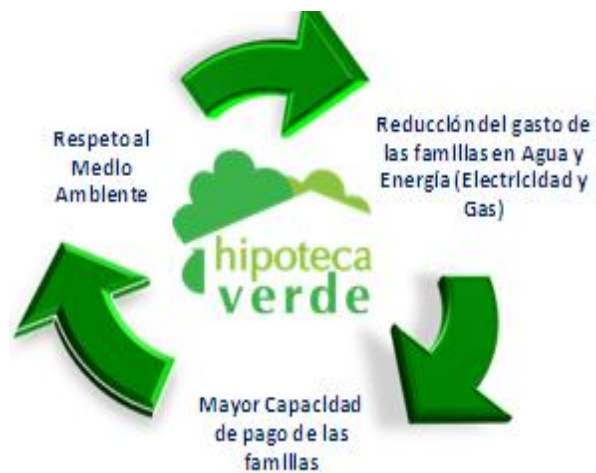 Respeto al
Medio
Ambiente
Reducción del gasto de
las familias en Agua y
Energía (Electricidad y
Gas)
hipoteca
verde
Mayor Capacidad
de pago de las
familias